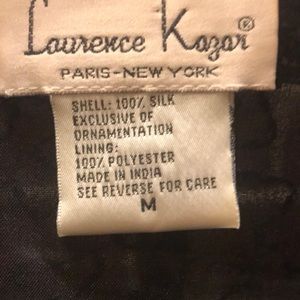 Laurence Kazar
PARIS-NEW YORK
SHELL: 100% SILK
EXCLUSIVE OF
ORNAMENTATION
LINING:
100% POLYESTER
MADE IN INDIA
SEE REVERSE FOR CARE
M